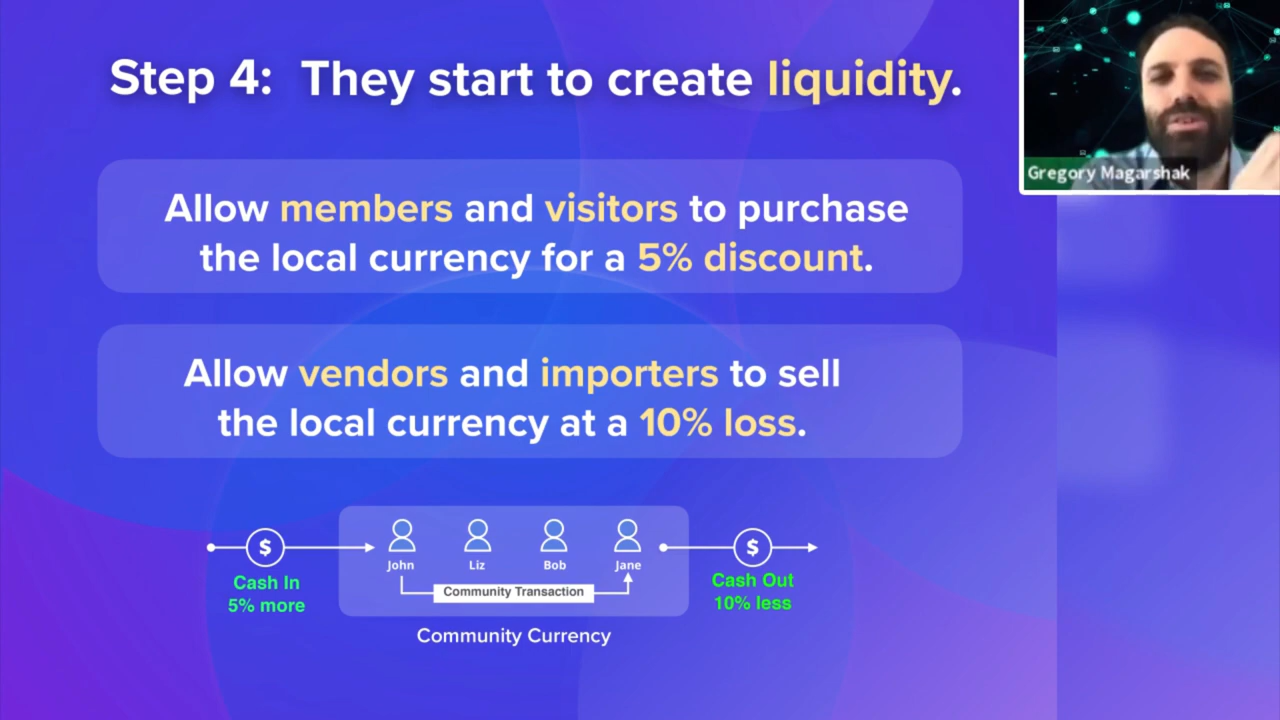 Step 4: They start to create liquidity.
Gregory Magarshak
Allow members and visitors to purchase
the local currency for a 5% discount.
Allow vendors and importers to sell
the local currency at a 10% loss.
$
Cash In
5% more
John
Liz
Bob
Jane
Community Transaction
$
Cash Out
10% less
Community Currency